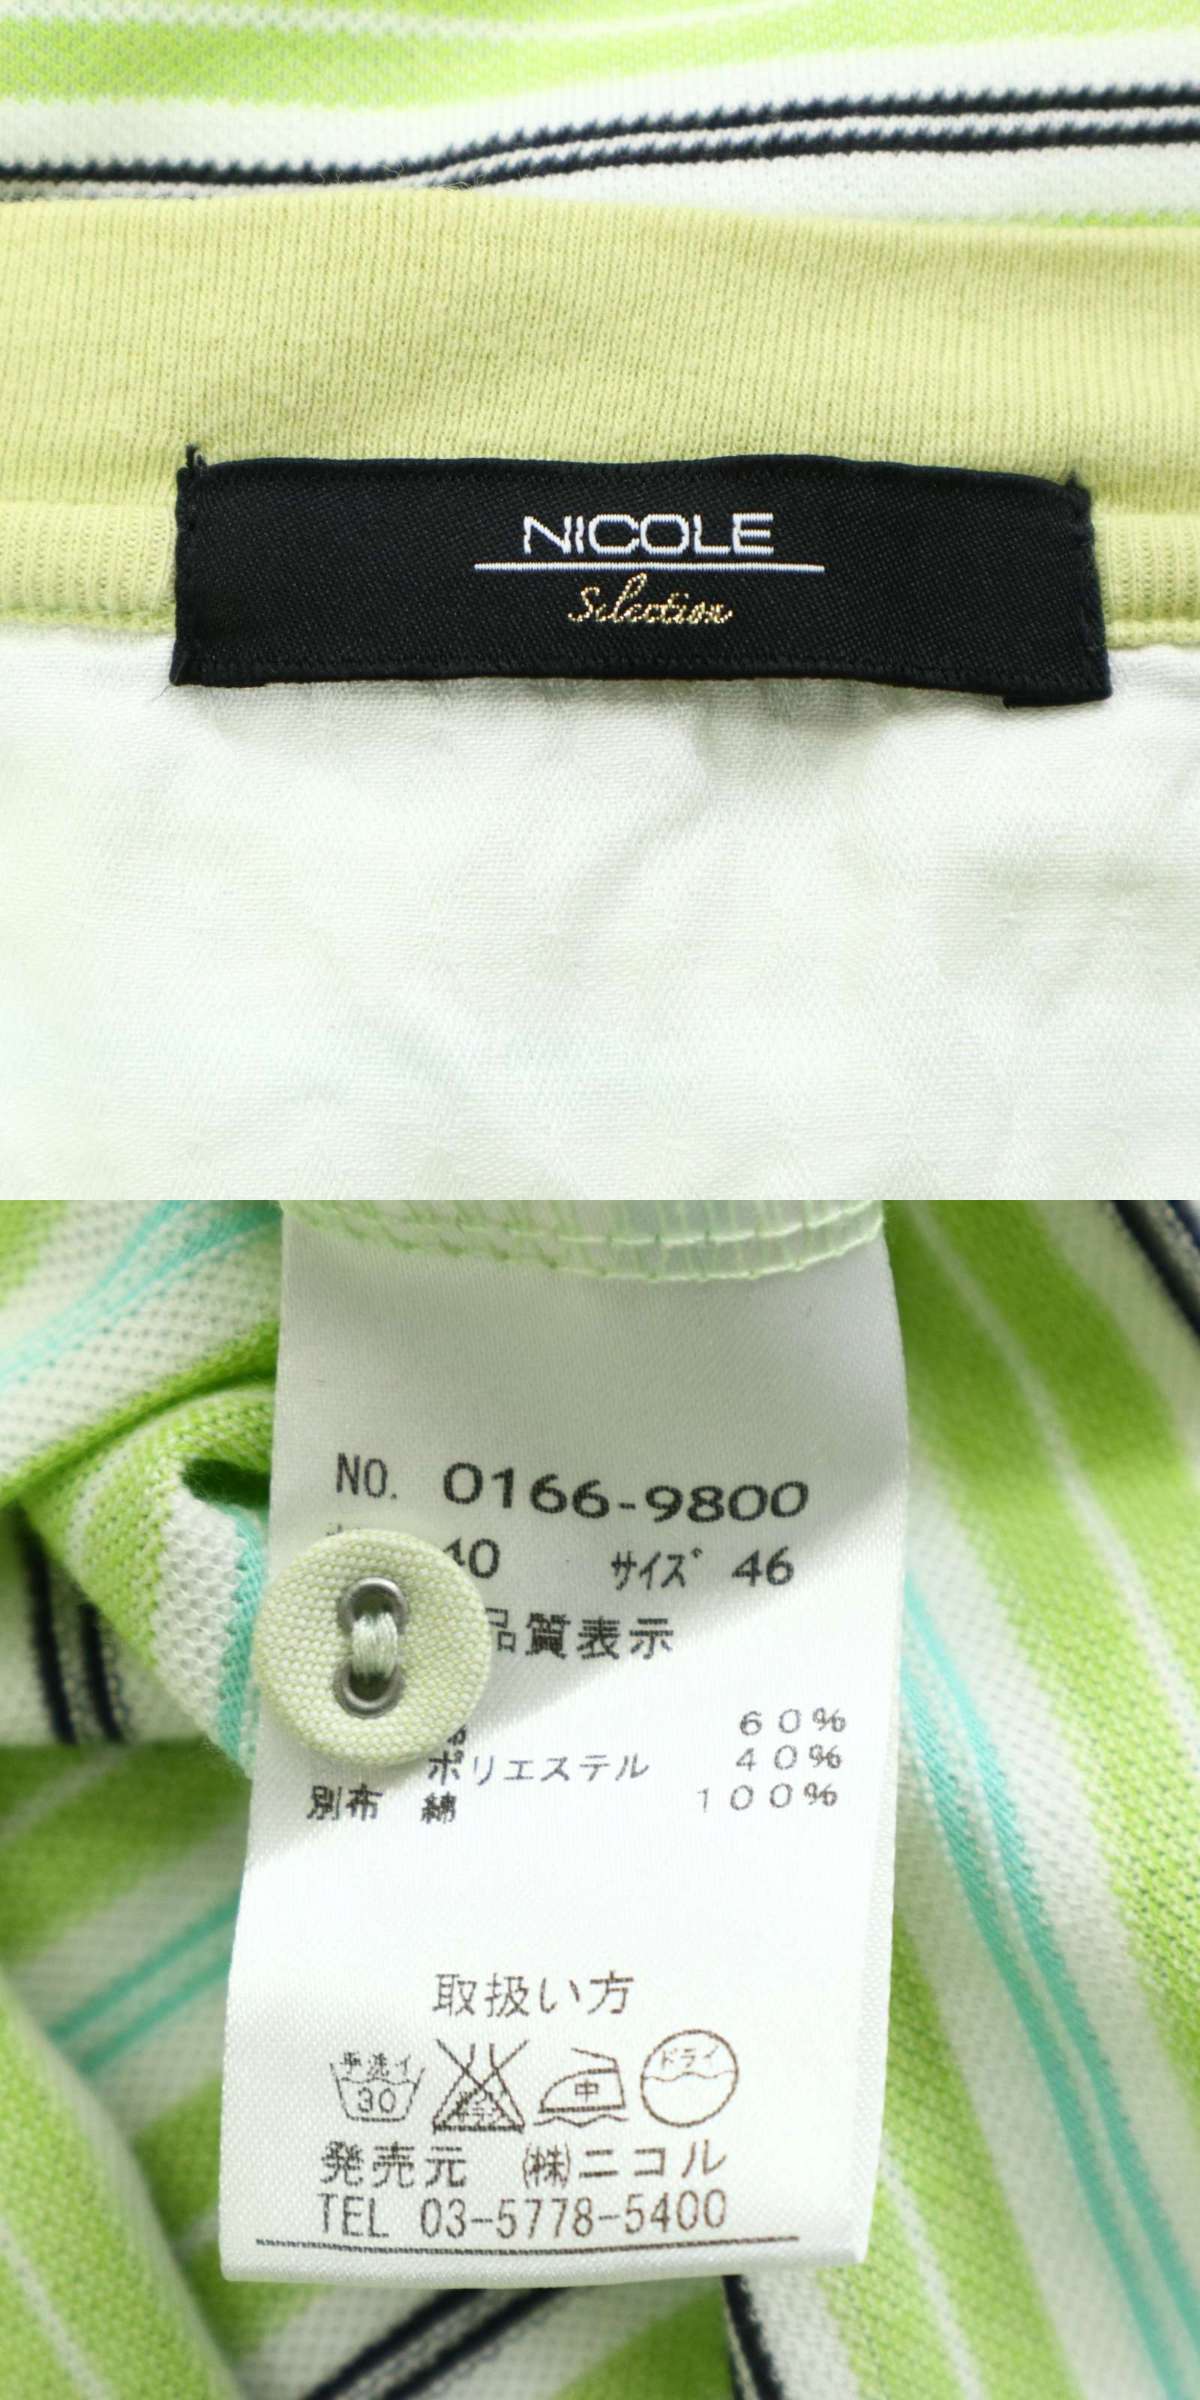 NICOLE
Selection
NO. 0166-9800
40 サイズ 46
品質表示
60%
ポリエステル 40%
別布 綿 100%
取扱い方
手洗イ 30 中 ドライ
発売元 ㈱ニコル
TEL 03-5778-5400